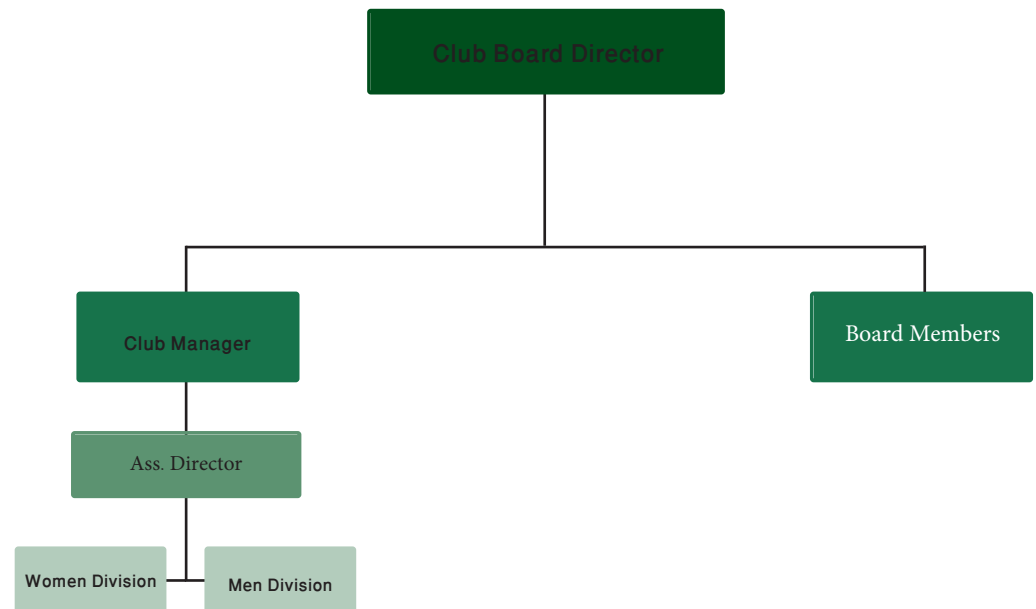 Club Board Director
Club Manager
Board Members
Ass. Director
Women Division
Men Division